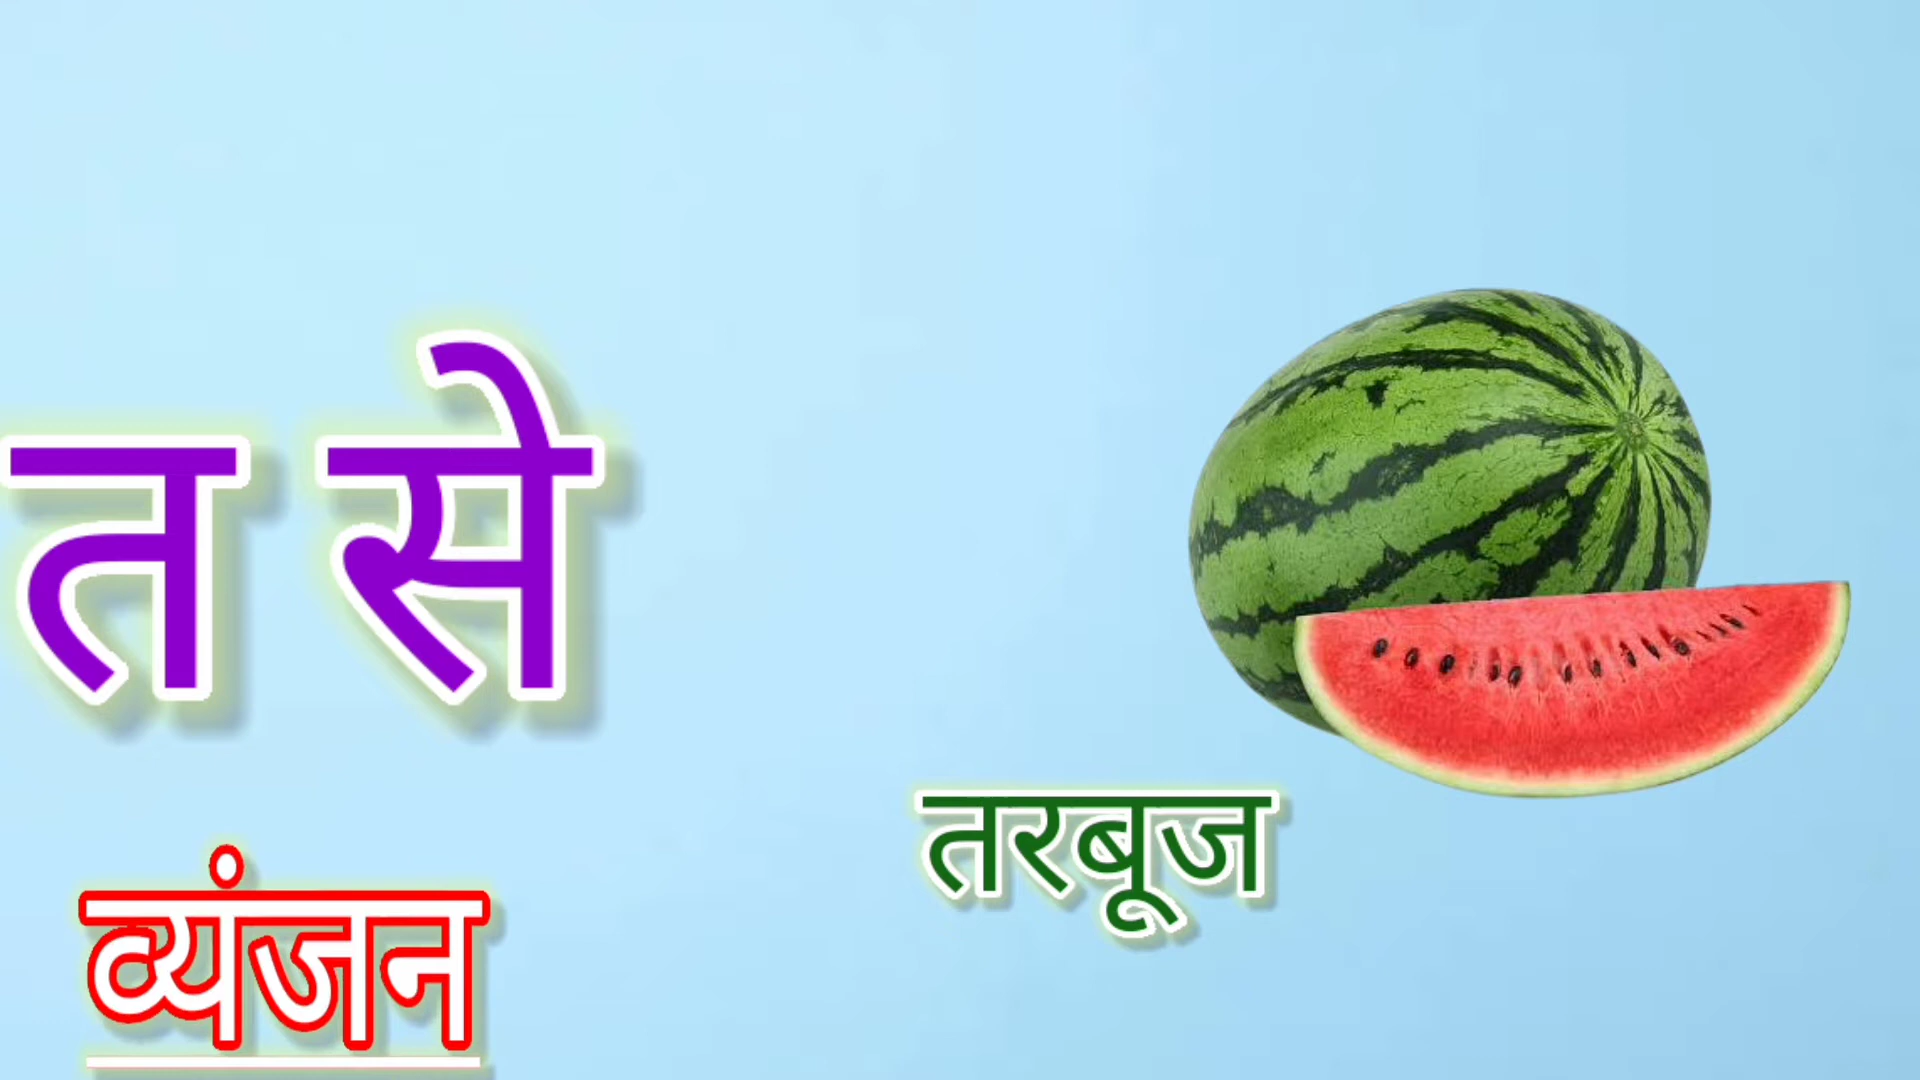 त से
तरबूज
व्यंजन